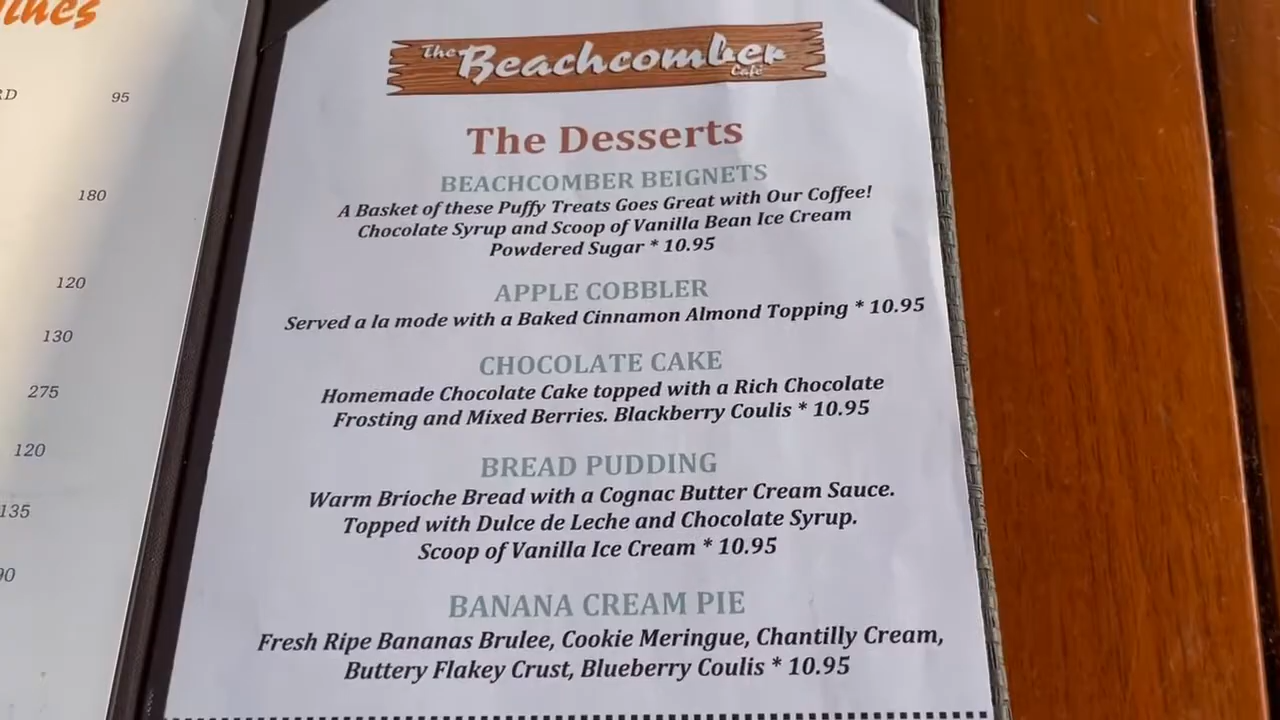 95
180
120
130
275
120
135
The Beachcomber
Café
The Desserts
BEACHCOMBER BEIGNETS
A Basket of these Puffy Treats Goes Great with Our Coffee!
Chocolate Syrup and Scoop of Vanilla Bean Ice Cream
Powdered Sugar * 10.95
APPLE COBBLER
Served a la mode with a Baked Cinnamon Almond Topping * 10.95
CHOCOLATE CAKE
Homemade Chocolate Cake topped with a Rich Chocolate
Frosting and Mixed Berries. Blackberry Coulis * 10.95
BREAD PUDDING
Warm Brioche Bread with a Cognac Butter Cream Sauce.
Topped with Dulce de Leche and Chocolate Syrup.
Scoop of Vanilla Ice Cream * 10.95
BANANA CREAM PIE
Fresh Ripe Bananas Brulee, Cookie Meringue, Chantilly Cream,
Buttery Flakey Crust, Blueberry Coulis * 10.95